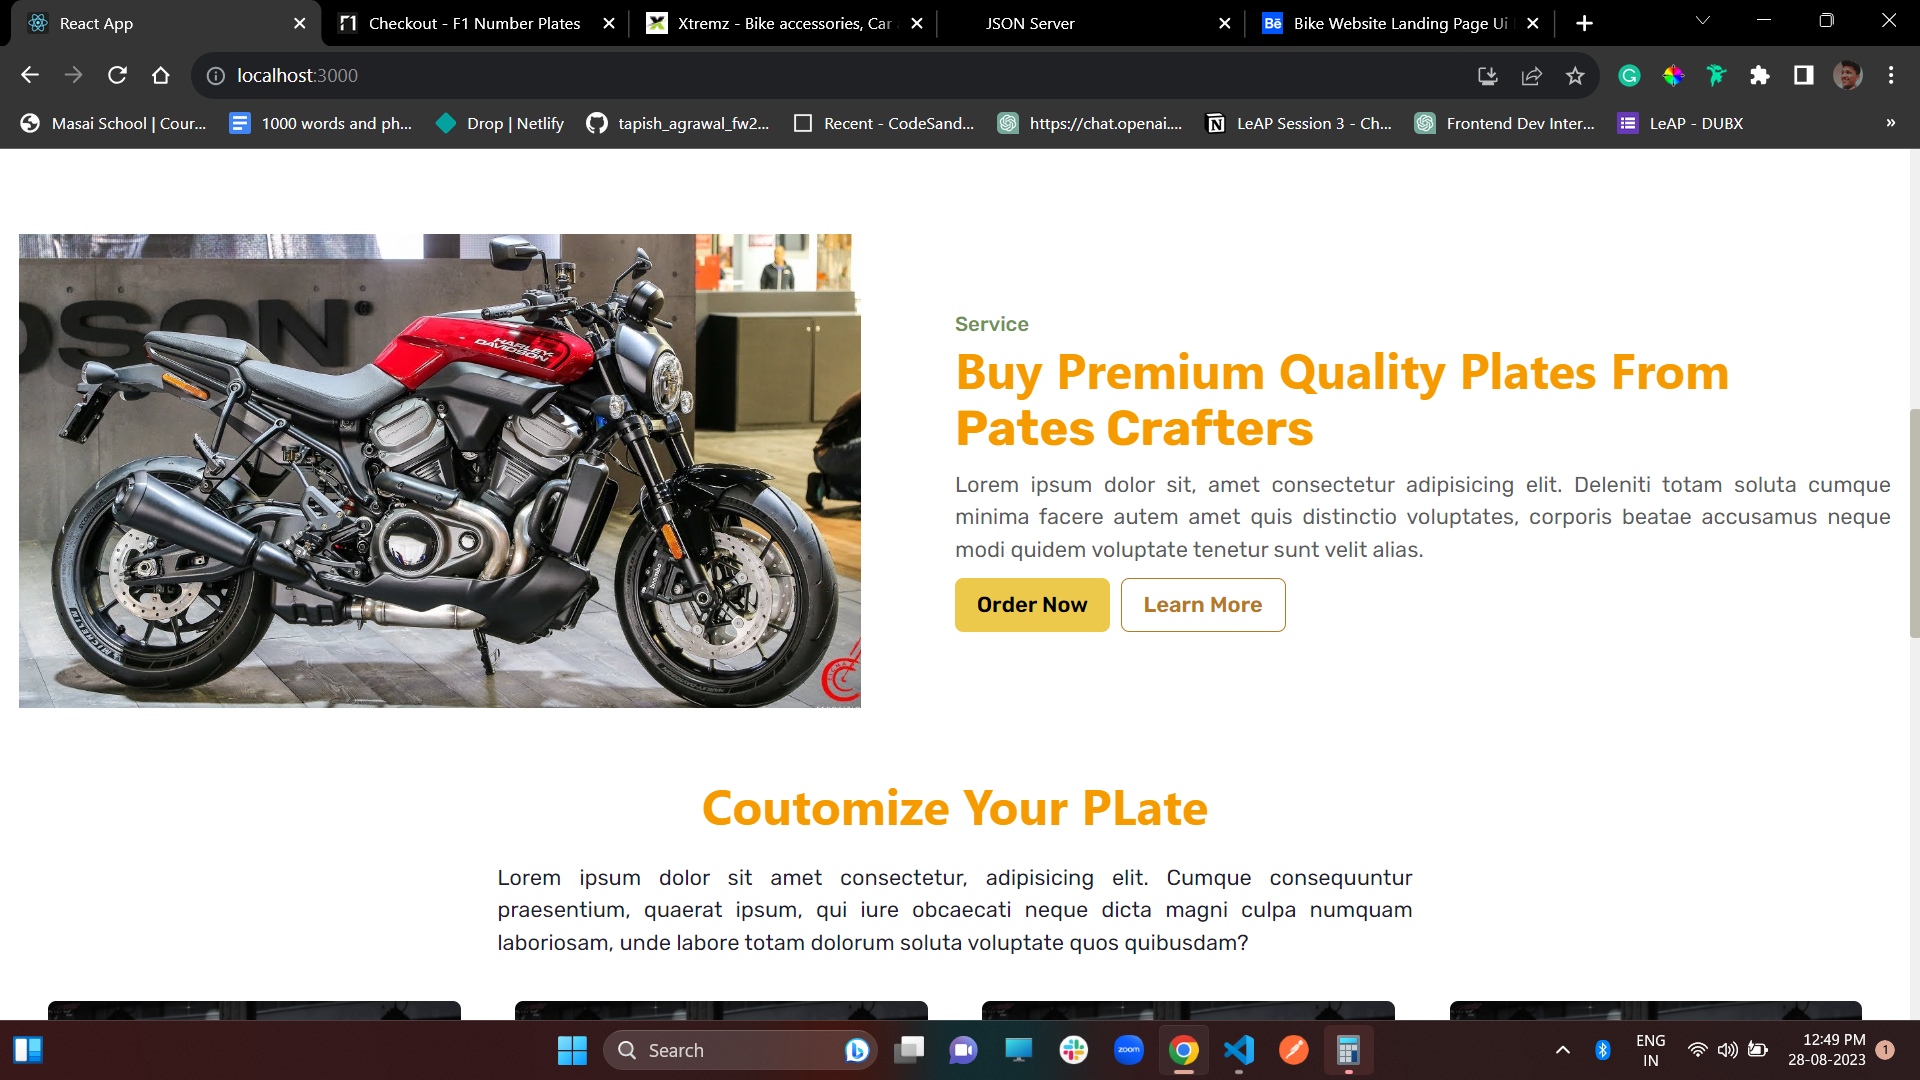 React App
Checkout - F1 Number Plates
Xtremz - Bike accessories, Car
JSON Server
Bike Website Landing Page Ui
localhost:3000
Masai School | Cour...
1000 words and ph...
Drop | Netlify
tapish_agrawal_fw2...
Recent - CodeSand...
https://chat.openai....
LeAP Session 3 - Ch...
Frontend Dev Inter...
LeAP - DUBX
»
DSON®
HARLEY-
DAVIDSON
Service
Buy Premium Quality Plates From
Pates Crafters
Lorem ipsum dolor sit, amet consectetur adipisicing elit. Deleniti totam soluta cumque
minima facere autem amet quis distinctio voluptates, corporis beatae accusamus neque
modi quidem voluptate tenetur sunt velit alias.
Order Now
Learn More
Coutomize Your PLate
Lorem ipsum dolor sit amet consectetur, adipisicing elit. Cumque consequuntur
praesentium, quaerat ipsum, qui iure obcaecati neque dicta magni culpa numquam
laboriosam, unde labore totam dolorum soluta voluptate quos quibusdam?
Search
zoom
ENG
IN
12:49 PM
28-08-2023
1